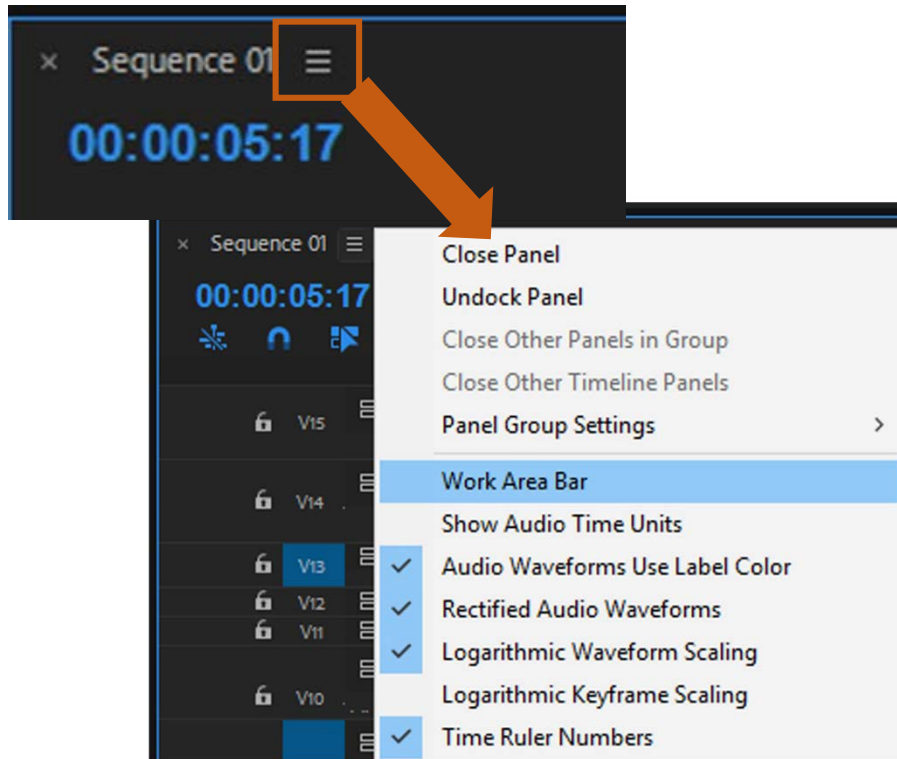 × Sequence 01 ≡
00:00:05:17
× Sequence 01 ≡
00:00:05:17
Close Panel
Undock Panel
Close Other Panels in Group
Close Other Timeline Panels
Panel Group Settings >
Work Area Bar
Show Audio Time Units
✓ Audio Waveforms Use Label Color
✓ Rectified Audio Waveforms
✓ Logarithmic Waveform Scaling
Logarithmic Keyframe Scaling
✓ Time Ruler Numbers
V15
V14
V13
V12
V11
V10